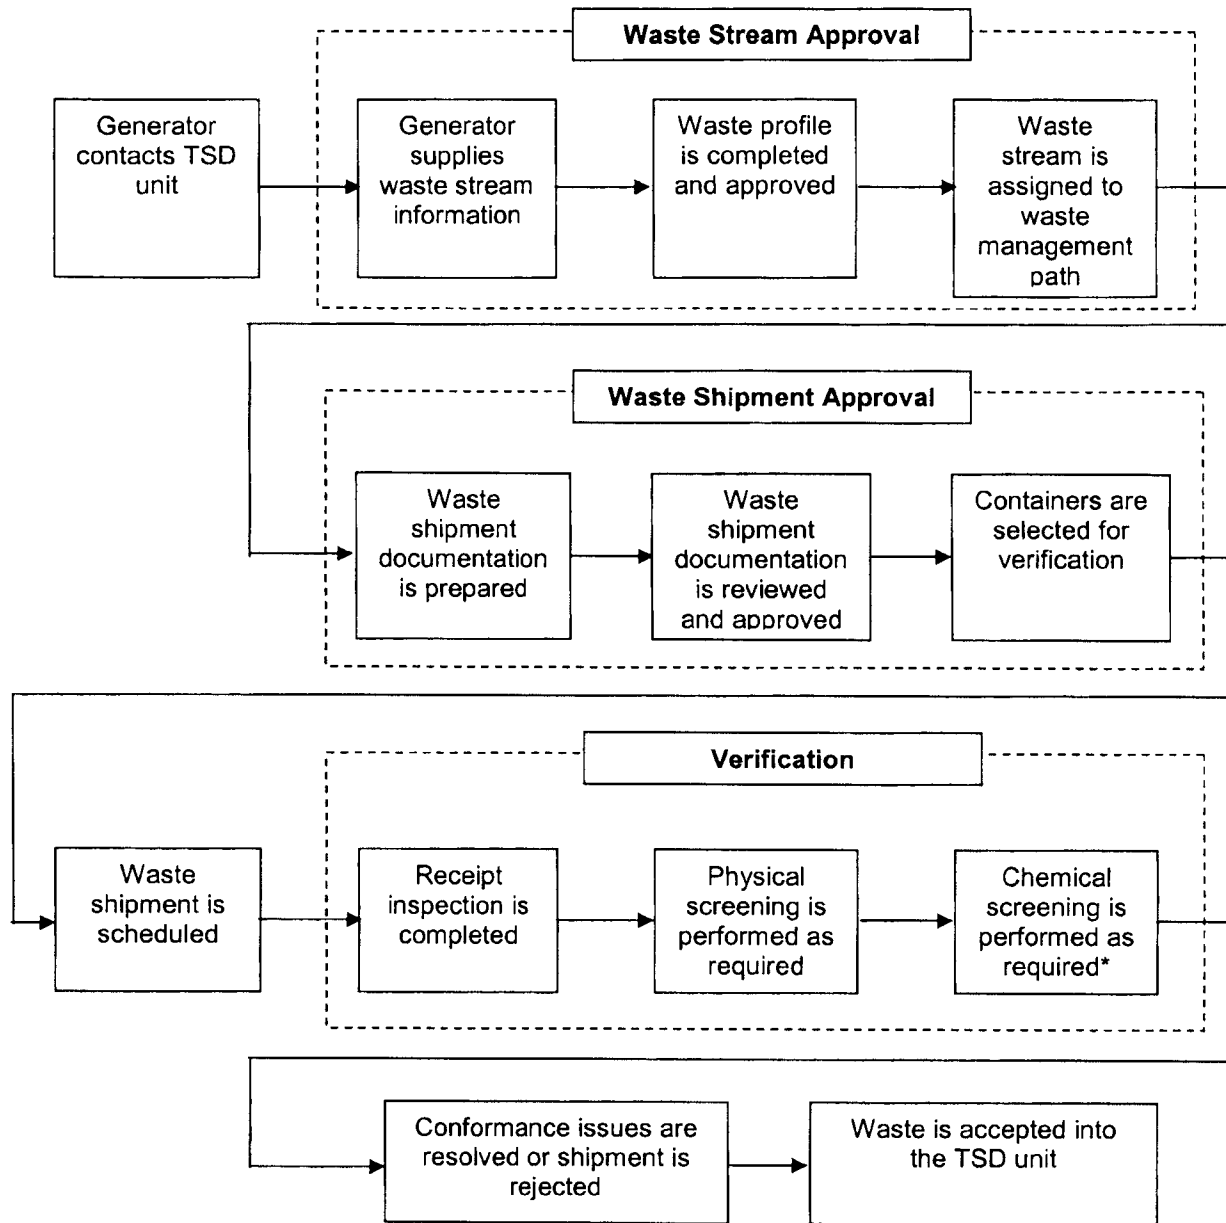 Waste Stream Approval
Generator
contacts TSD
unit
Generator
supplies
waste stream
information
Waste profile
is completed
and approved
Waste
stream is
assigned to
waste
management
path
Waste Shipment Approval
Waste
shipment
documentation
is prepared
Waste
shipment
documentation
is reviewed
and approved
Containers are
selected for
verification
Verification
Waste
shipment is
scheduled
Receipt
inspection is
completed
Physical
screening is
performed as
required
Chemical
screening is
performed as
required*
Conformance issues are
resolved or shipment is
rejected
Waste is accepted into
the TSD unit